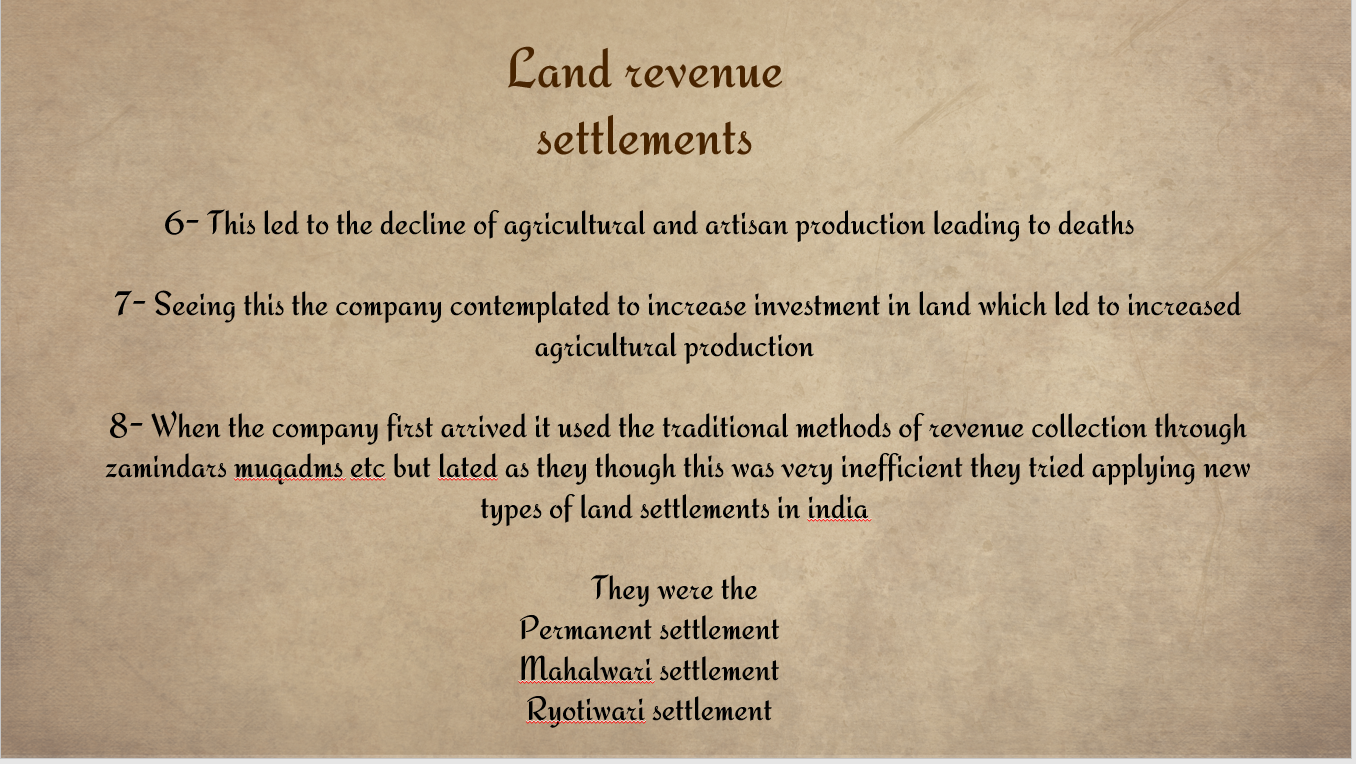 Land revenue
settlements
6- This led to the decline of agricultural and artisan production leading to deaths
7- Seeing this the company contemplated to increase investment in land which led to increased
agricultural production
8- When the company first arrived it used the traditional methods of revenue collection through
zamindars muqadms etc but lated as they though this was very inefficient they tried applying new
types of land settlements in india
They were the
Permanent settlement
Mahalwari settlement
Ryotiwari settlement